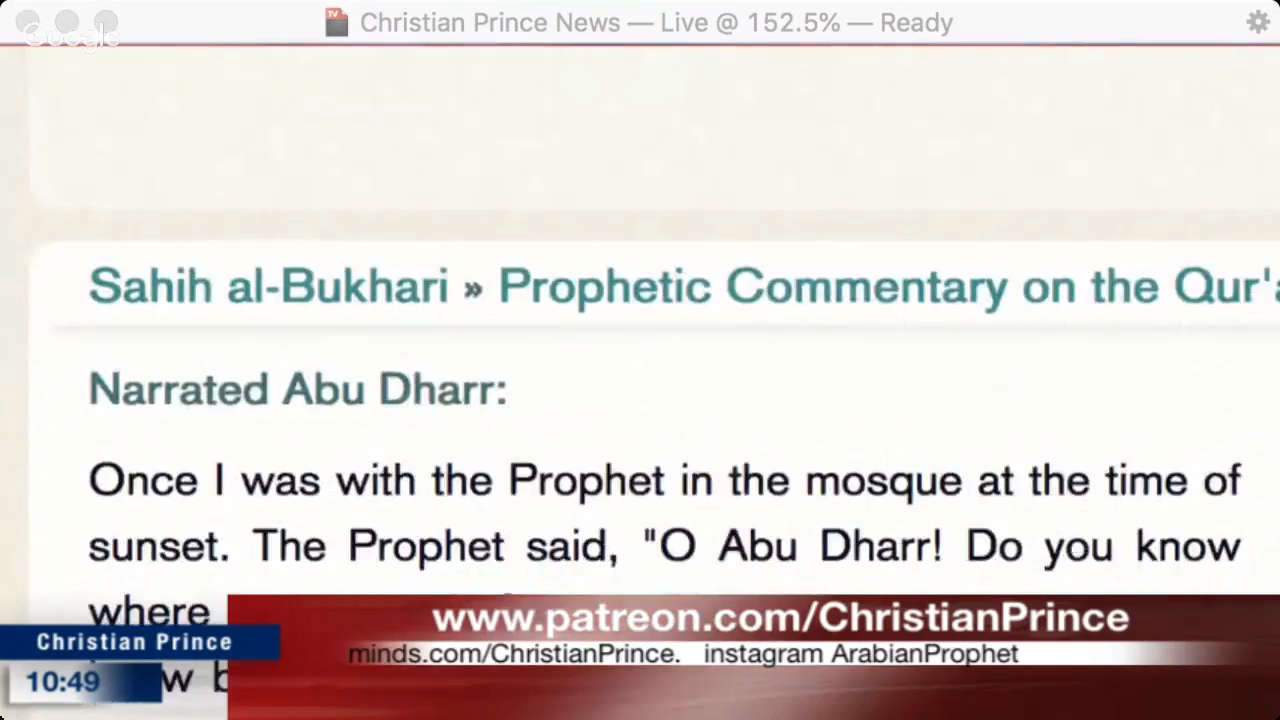 Christian Prince News — Live @ 152.5% — Ready
Google
Sahih al-Bukhari » Prophetic Commentary on the Qur'a
Narrated Abu Dharr:
Once I was with the Prophet in the mosque at the time of
sunset. The Prophet said, "O Abu Dharr! Do you know
where
www.patreon.com/ChristianPrince
Christian Prince
minds.com/ChristianPrince. instagram ArabianProphet
10:49